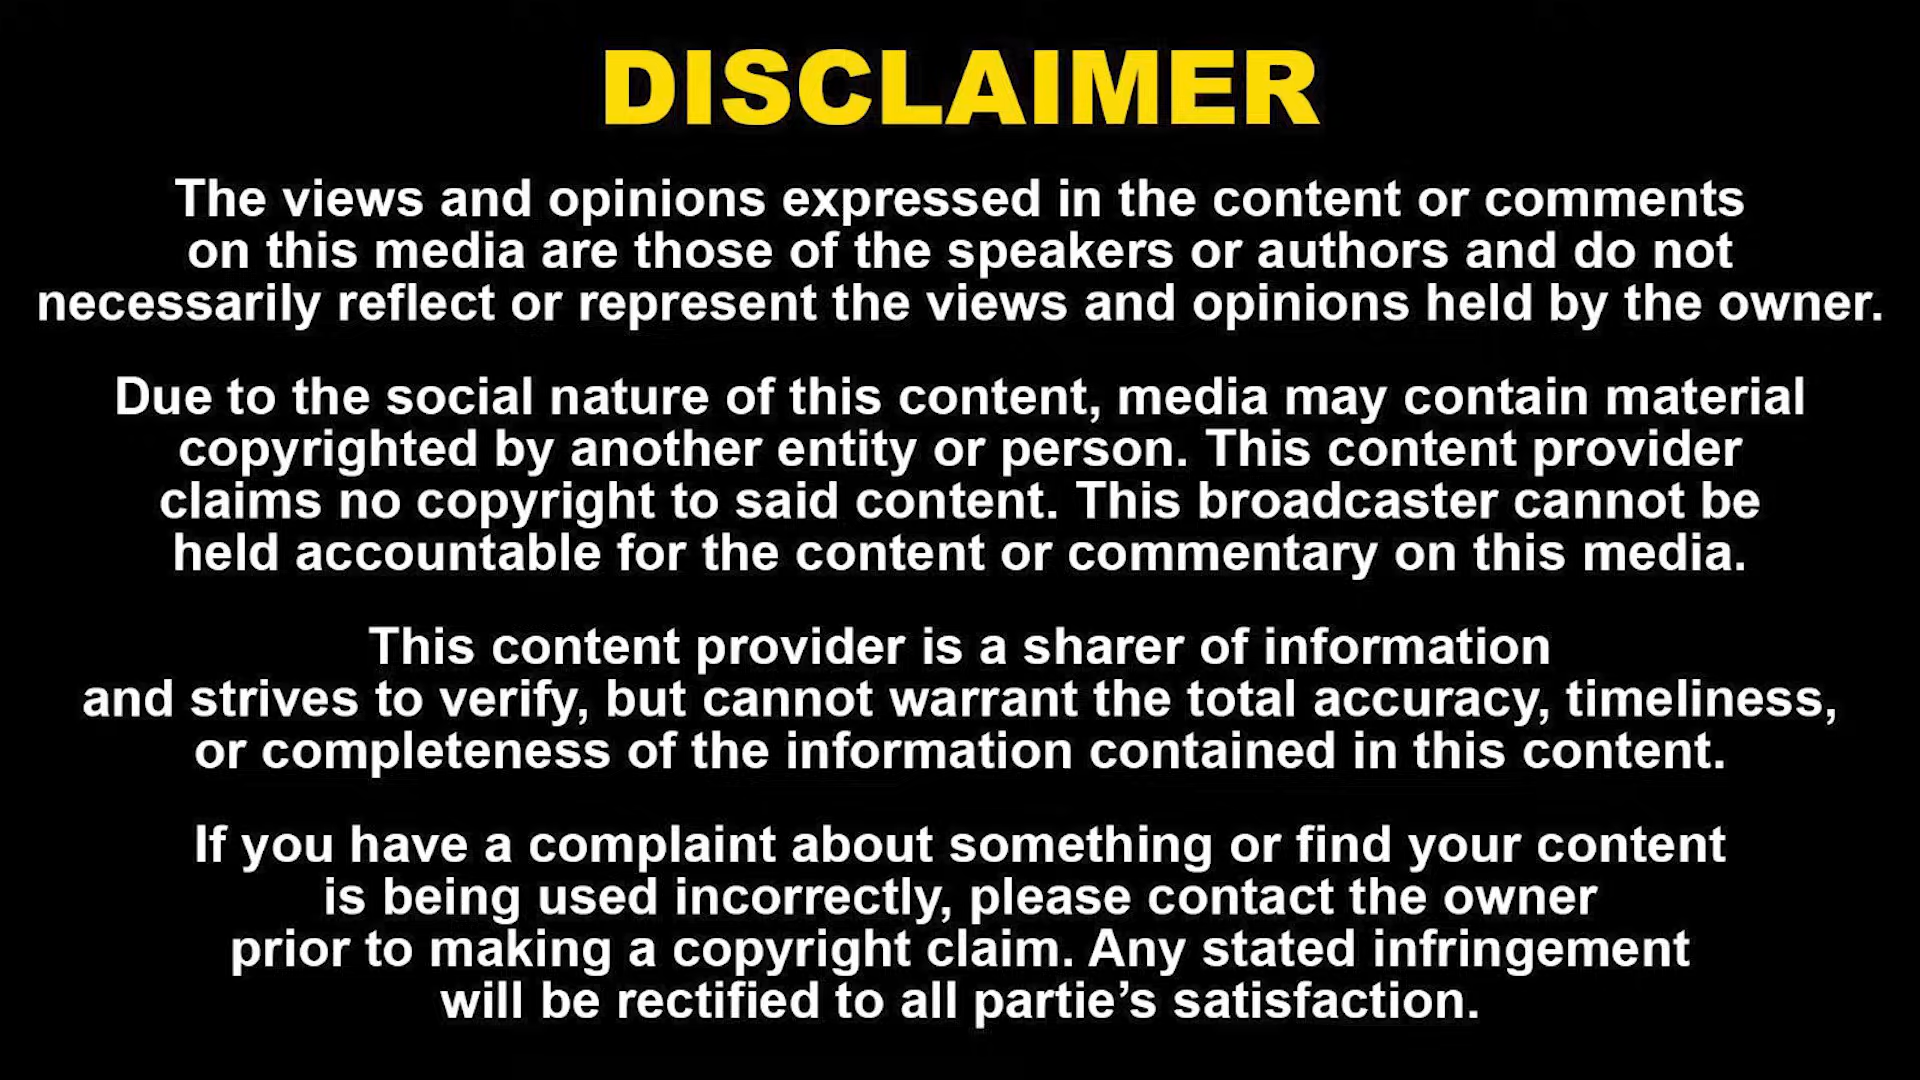 DISCLAIMER
The views and opinions expressed in the content or comments
on this media are those of the speakers or authors and do not
necessarily reflect or represent the views and opinions held by the owner.
Due to the social nature of this content, media may contain material
copyrighted by another entity or person. This content provider
claims no copyright to said content. This broadcaster cannot be
held accountable for the content or commentary on this media.
This content provider is a sharer of information
and strives to verify, but cannot warrant the total accuracy, timeliness,
or completeness of the information contained in this content.
If you have a complaint about something or find your content
is being used incorrectly, please contact the owner
prior to making a copyright claim. Any stated infringement
will be rectified to all partie’s satisfaction.